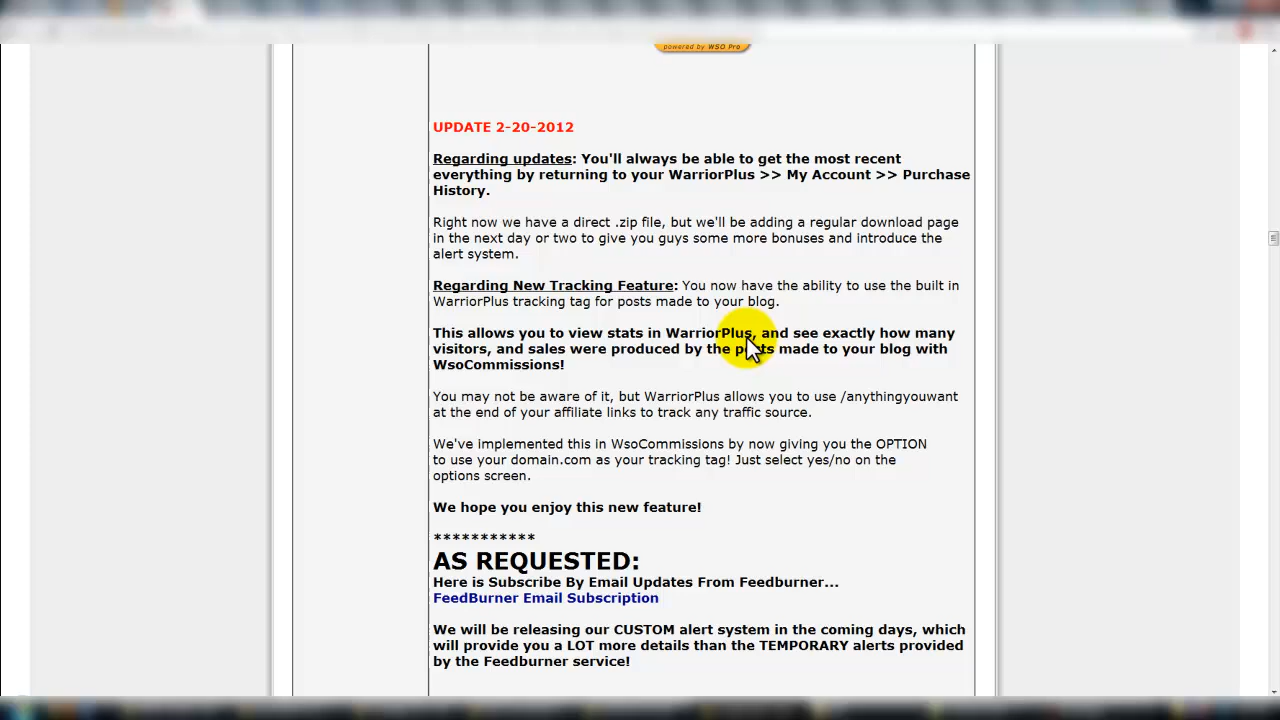 powered by WSO Pro
UPDATE 2-20-2012
Regarding updates: You'll always be able to get the most recent
everything by returning to your WarriorPlus >> My Account >> Purchase
History.
Right now we have a direct .zip file, but we'll be adding a regular download page
in the next day or two to give you guys some more bonuses and introduce the
alert system.
Regarding New Tracking Feature: You now have the ability to use the built in
WarriorPlus tracking tag for posts made to your blog.
This allows you to view stats in WarriorPlus, and see exactly how many
visitors, and sales were produced by the posts made to your blog with
WsoCommissions!
You may not be aware of it, but WarriorPlus allows you to use /anythingyouwant
at the end of your affiliate links to track any traffic source.
We've implemented this in WsoCommissions by now giving you the OPTION
to use your domain.com as your tracking tag! Just select yes/no on the
options screen.
We hope you enjoy this new feature!
***********
AS REQUESTED:
Here is Subscribe By Email Updates From Feedburner...
FeedBurner Email Subscription
We will be releasing our CUSTOM alert system in the coming days, which
will provide you a LOT more details than the TEMPORARY alerts provided
by the Feedburner service!